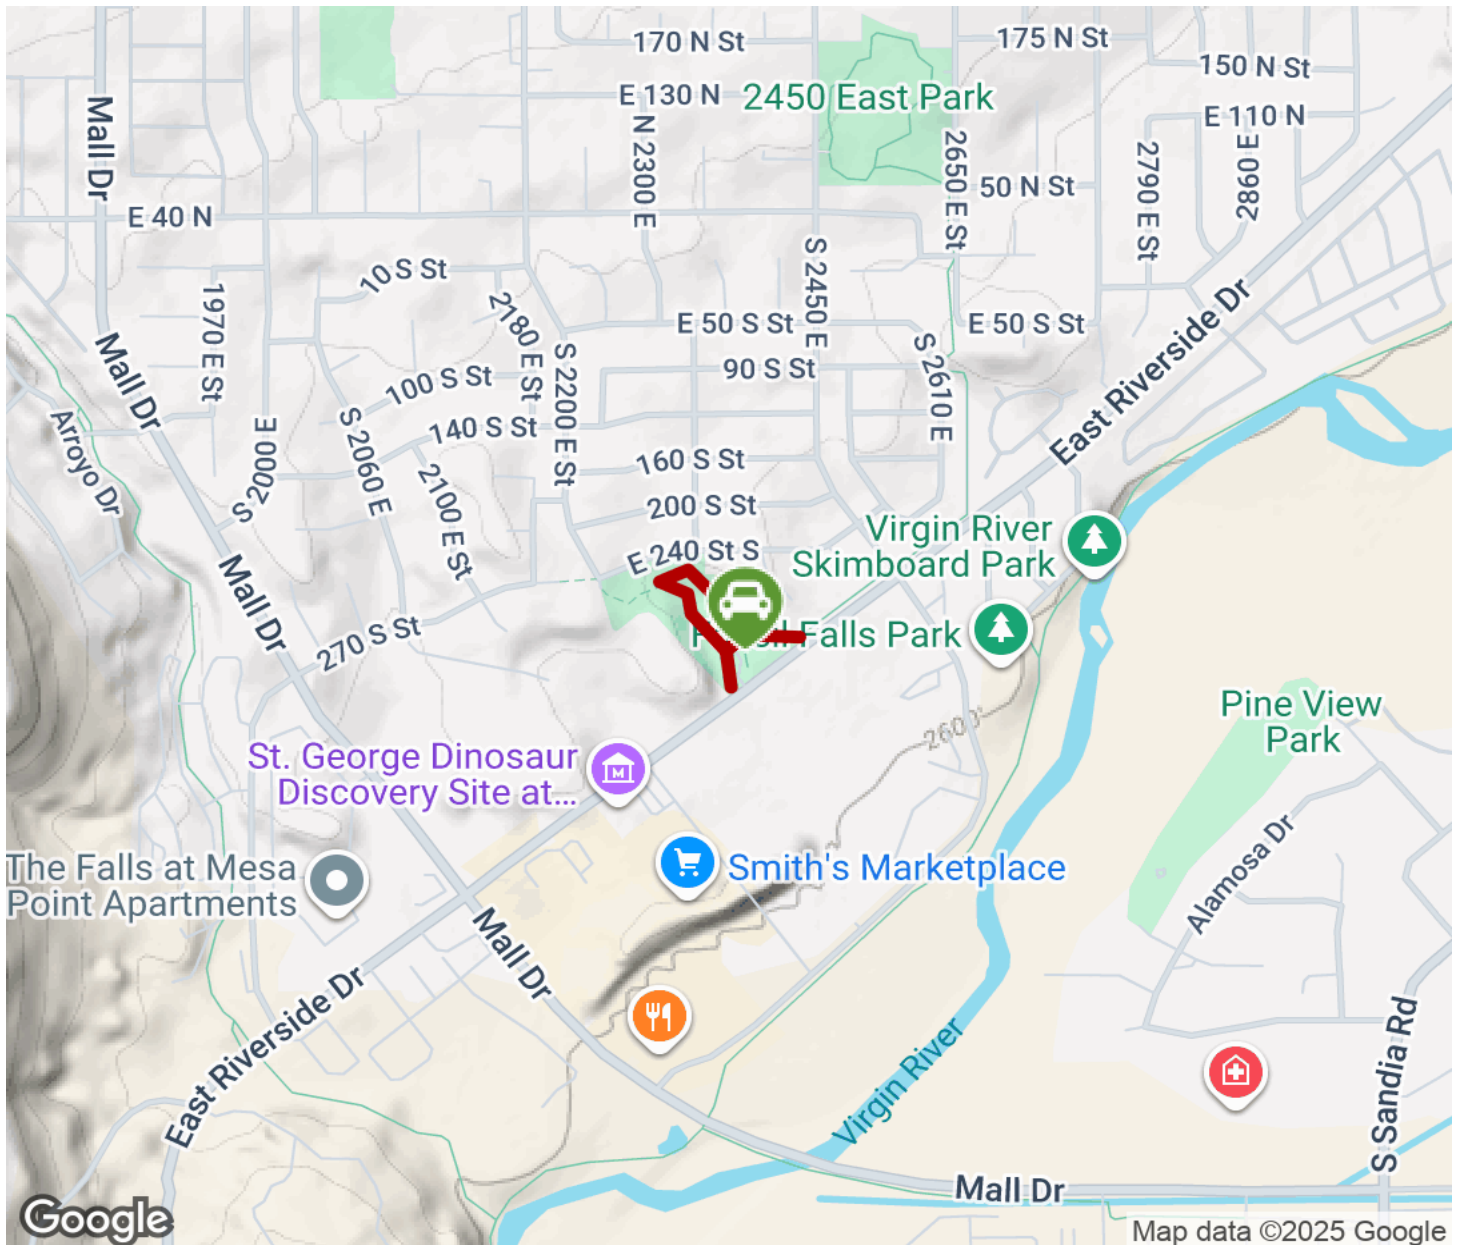 170 N St
175 N St
150 N St
E 130 N
2450 East Park
E 110 N
Mall Dr
N 2300 E
2650 E St
2790 E St
2860 E
50 N St
E 40 N
10 S St
S 2450 E
1970 E St
2180 E St
E 50 S St
E 50 S St
East Riverside Dr
Mall Dr
S 2200 E St
90 S St
S 2610 E
100 S St
Arroyo Dr
S 2000 E
S 2060 E
140 S St
2100 E St
160 S St
200 S St
Virgin River
Skimboard Park
E 240 St S
Mall Dr
270 S St
Falls Park
2600'
Pine View
Park
St. George Dinosaur
Discovery Site at...
The Falls at Mesa
Point Apartments
Smith's Marketplace
Alamosa Dr
Mall Dr
East Riverside Dr
Virgin River
S Sandia Rd
Mall Dr
Google
Map data ©2025 Google